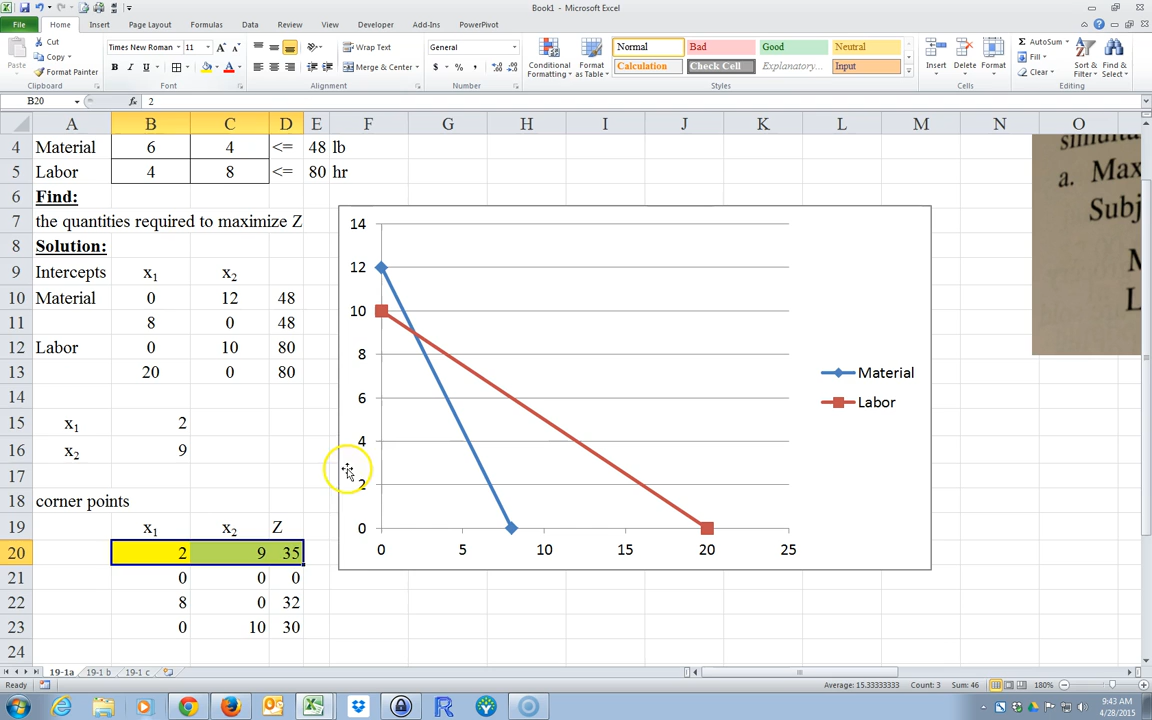 Book1 - Microsoft Excel
File Home Insert Page Layout Formulas Data Review View Developer Add-Ins PowerPivot
Cut
Copy
Format Painter
Paste
Clipboard
Times New Roman 11
B I U
Font
Wrap Text
Merge & Center
Alignment
General
$ % ,
Number
Conditional Formatting
Format as Table
Normal Bad Good Neutral
Calculation Check Cell Explanatory... Input
Styles
Insert Delete Format
Cells
AutoSum
Fill
Clear
Sort & Filter
Find & Select
Editing
B20 fx 2
A B C D E F G H I J K L M N O
4 Material 6 4 <= 48 lb
5 Labor 4 8 <= 80 hr
6 Find:
7 the quantities required to maximize Z
8 Solution:
9 Intercepts x₁ x₂
10 Material 0 12 48
11 8 0 48
12 Labor 0 10 80
13 20 0 80
14
15 x₁ 2
16 x₂ 9
17
18 corner points
19 x₁ x₂ Z
20 2 9 35
21 0 0 0
22 8 0 32
23 0 10 30
24
14
12
10
8
6
4
2
0
0 5 10 15 20 25
Material
Labor
a. Max
Subj
M
L
19-1a 19-1 b 19-1 c
Ready
Average: 15.33333333 Count: 3 Sum: 46
180%
9:43 AM
4/28/2015